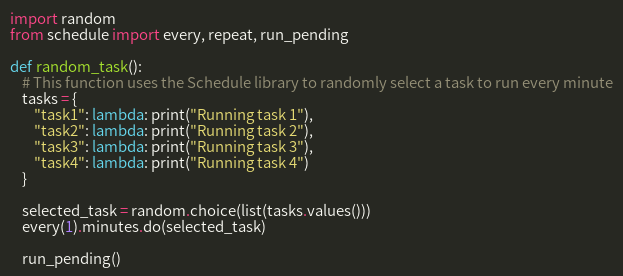 import random
from schedule import every, repeat, run_pending
def random_task():
# This function uses the Schedule library to randomly select a task to run every minute
tasks = {
"task1": lambda: print("Running task 1"),
"task2": lambda: print("Running task 2"),
"task3": lambda: print("Running task 3"),
"task4": lambda: print("Running task 4")
}
selected_task = random.choice(list(tasks.values()))
every(1).minutes.do(selected_task)
run_pending()